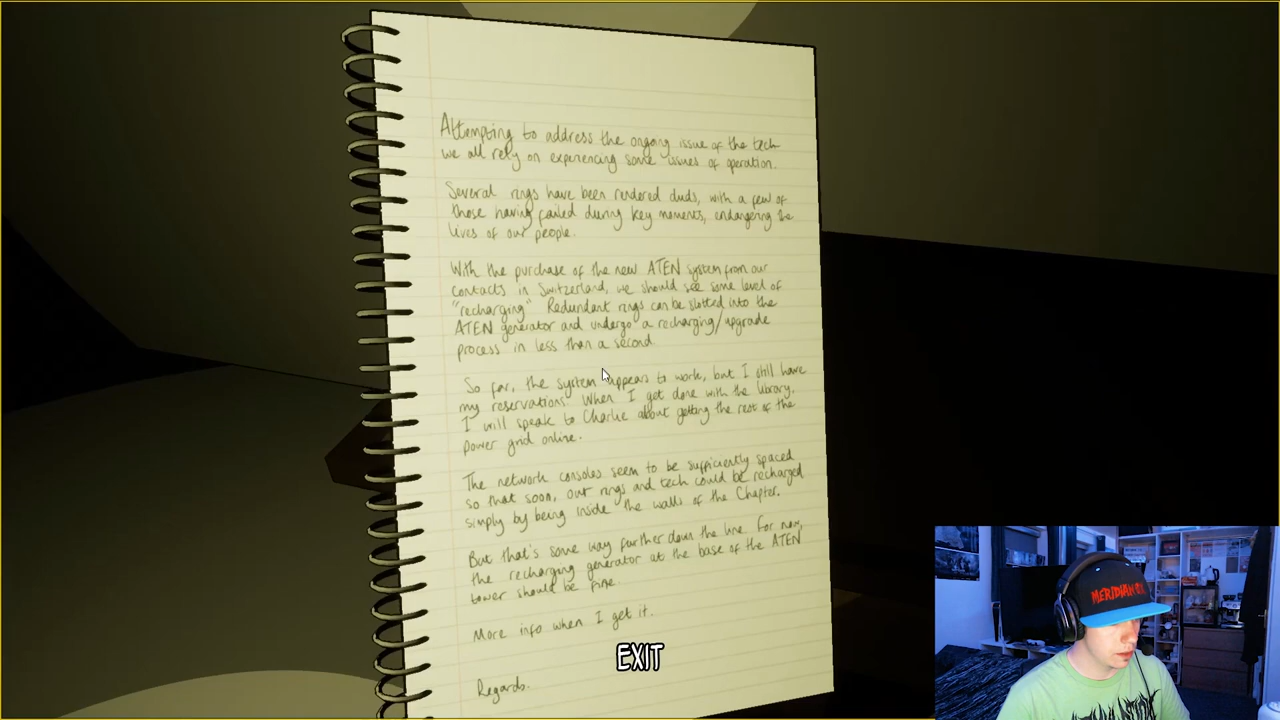 Attempting to address the ongoing issue of the tech
we all rely on experiencing some issues of operation.
Several rings have been rendered duds, with a few of
those having failed during key moments, endangering the
lives of our people.
With the purchase of the new ATEN system from our
contacts in Switzerland, we should see some level of
"recharging" Redundant rings can be slotted into the
ATEN generator and undergo a recharging/upgrade
process in less than a second.
So far, the system appears to work, but I still have
my reservations. When I get done with the library,
I will speak to Charlie about getting the rest of the
power grid online.
The network consoles seem to be sufficiently spaced
so that soon, our rings and tech could be recharged
simply by being inside the walls of the Chapter.
But that's some way further down the line. For now,
the recharging generator at the base of the ATEN
tower should be fine.
More info when I get it.
EXIT
Regards.